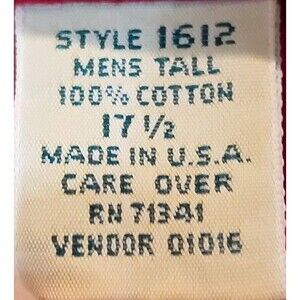 STYLE 1612
MENS TALL
100% COTTON
17 1/2
MADE IN U.S.A.
CARE OVER
RN 71341
VENDOR 01016